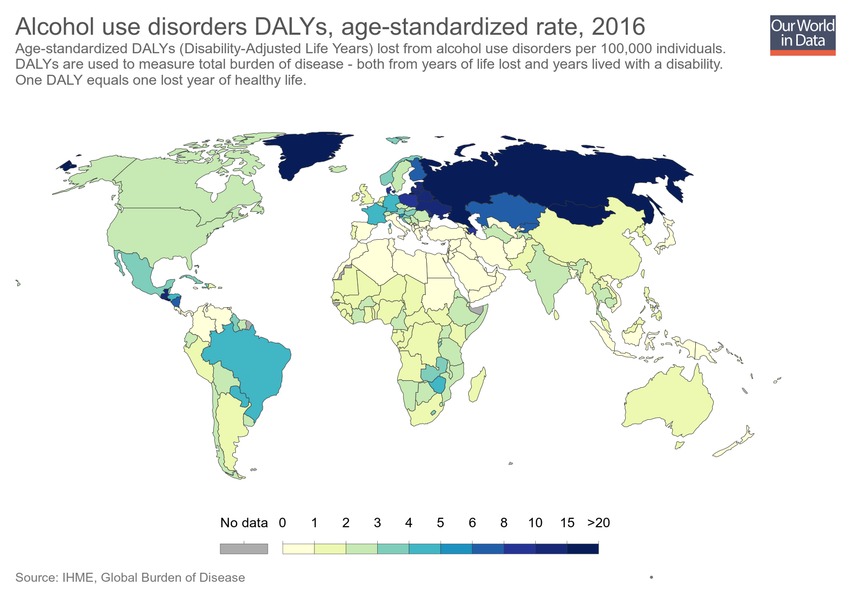 Alcohol use disorders DALYs, age-standardized rate, 2016
Our World
in Data
Age-standardized DALYs (Disability-Adjusted Life Years) lost from alcohol use disorders per 100,000 individuals.
DALYs are used to measure total burden of disease - both from years of life lost and years lived with a disability.
One DALY equals one lost year of healthy life.
No data 0 1 2 3 4 5 6 8 10 15 >20
Source: IHME, Global Burden of Disease